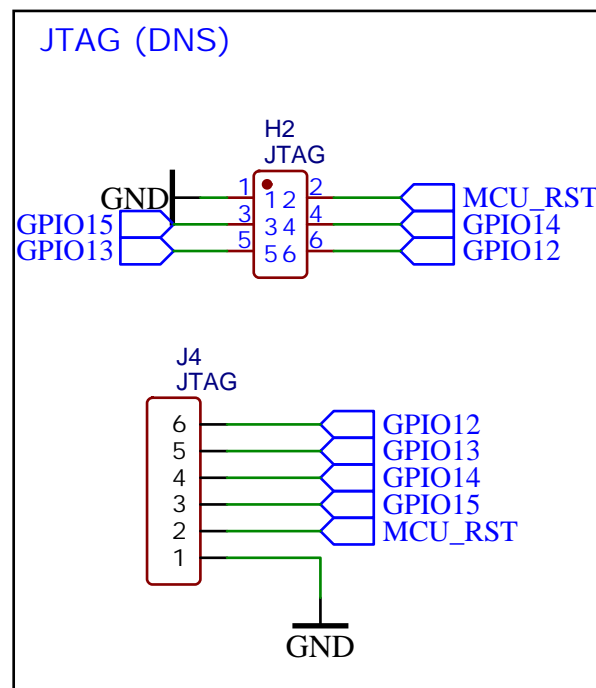 JTAG (DNS)
H2
JTAG
GND 1 1 2 2 MCU_RST
GPIO15 3 3 4 4 GPIO14
GPIO13 5 5 6 6 GPIO12
J4
JTAG
6 GPIO12
5 GPIO13
4 GPIO14
3 GPIO15
2 MCU_RST
1
GND